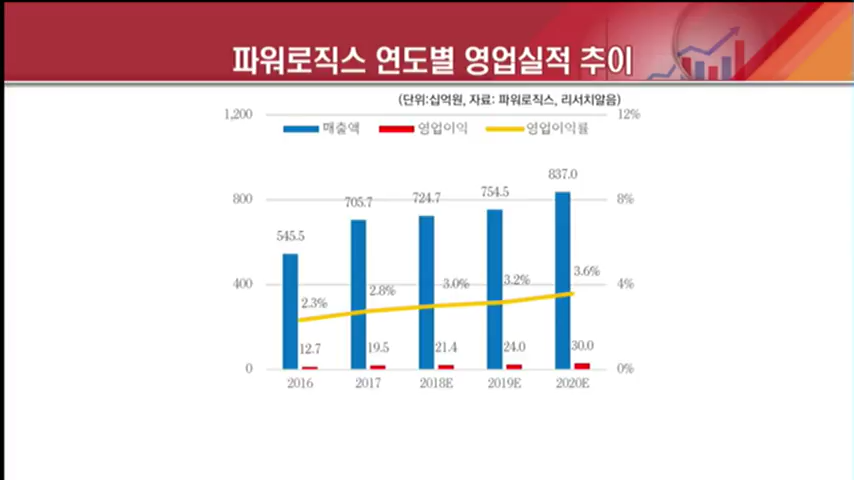 파워로직스 연도별 영업실적 추이
(단위:십억원, 자료: 파워로직스, 리서치알음)
1,200 12%
매출액 영업이익 영업이익률
837.0
705.7 724.7 754.5
800 8%
545.5
400 2.3% 2.8% 3.0% 3.2% 3.6% 4%
12.7 19.5 21.4 24.0 30.0
0 0%
2016 2017 2018E 2019E 2020E